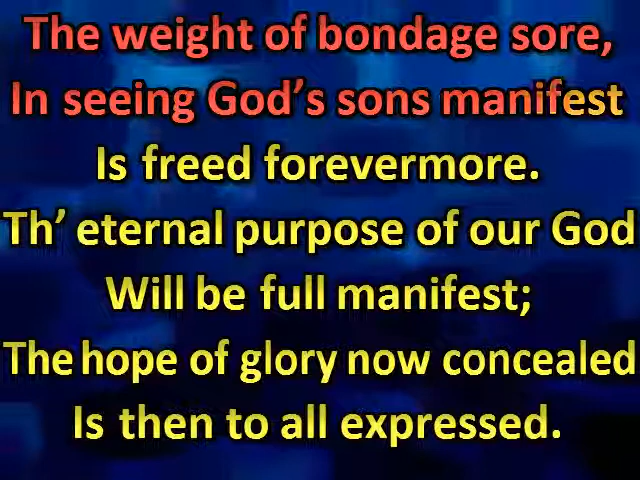 The weight of bondage sore,
In seeing God's sons manifest
Is freed forevermore.
Th' eternal purpose of our God
Will be full manifest;
The hope of glory now concealed
Is then to all expressed.